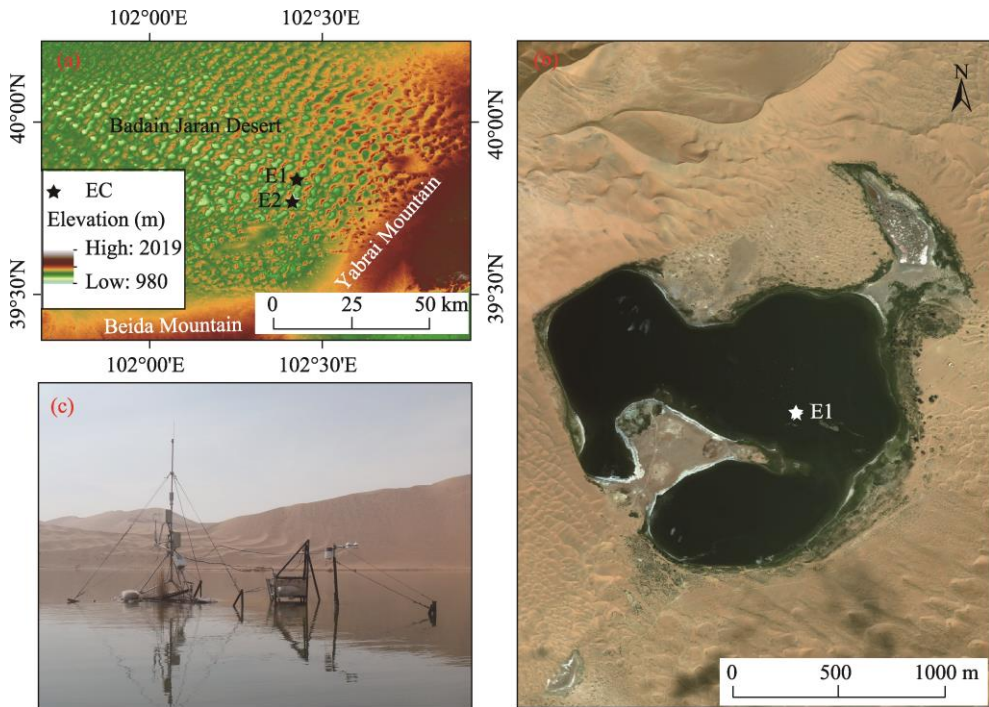 102°00'E
102°30'E
(a)
40°00'N
39°30'N
Badain Jaran Desert
E1
E2
EC
Elevation (m)
High: 2019
Low: 980
Yabrai Mountain
Beida Mountain
0 25 50 km
40°00'N
39°30'N
102°00'E
102°30'E
(b)
N
E1
0 500 1000 m
(c)